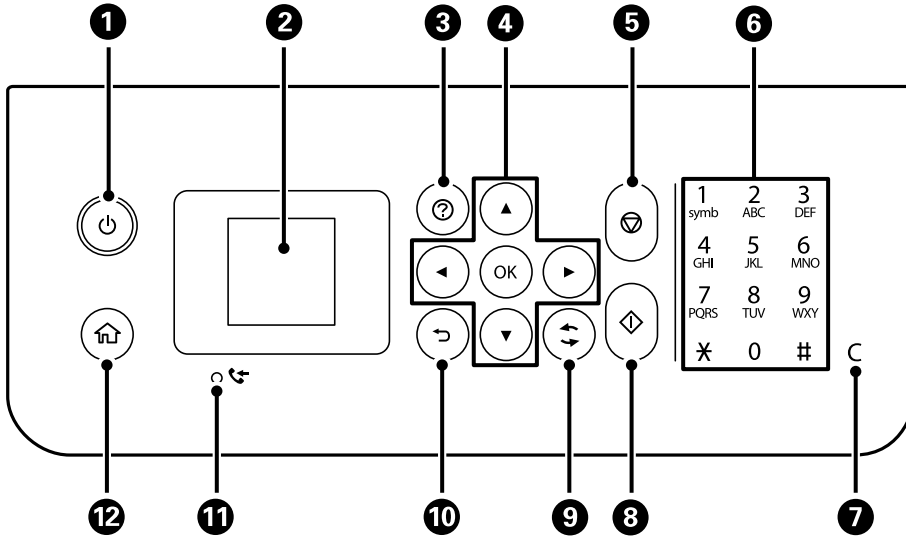 1 2 3 4 5 6
1 2 3
symb ABC DEF
4 5 6
GHI JKL MNO
OK
7 8 9
PQRS TUV WXY
* 0 # C
12 11 10 9 8 7